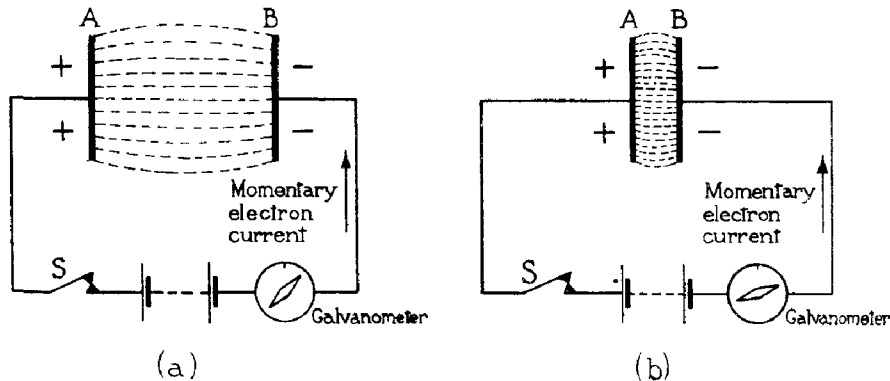 A B
+ −
+ −
Momentary
electron
current
S
Galvanometer
(a)
A B
+ −
+ −
Momentary
electron
current
S
Galvanometer
(b)